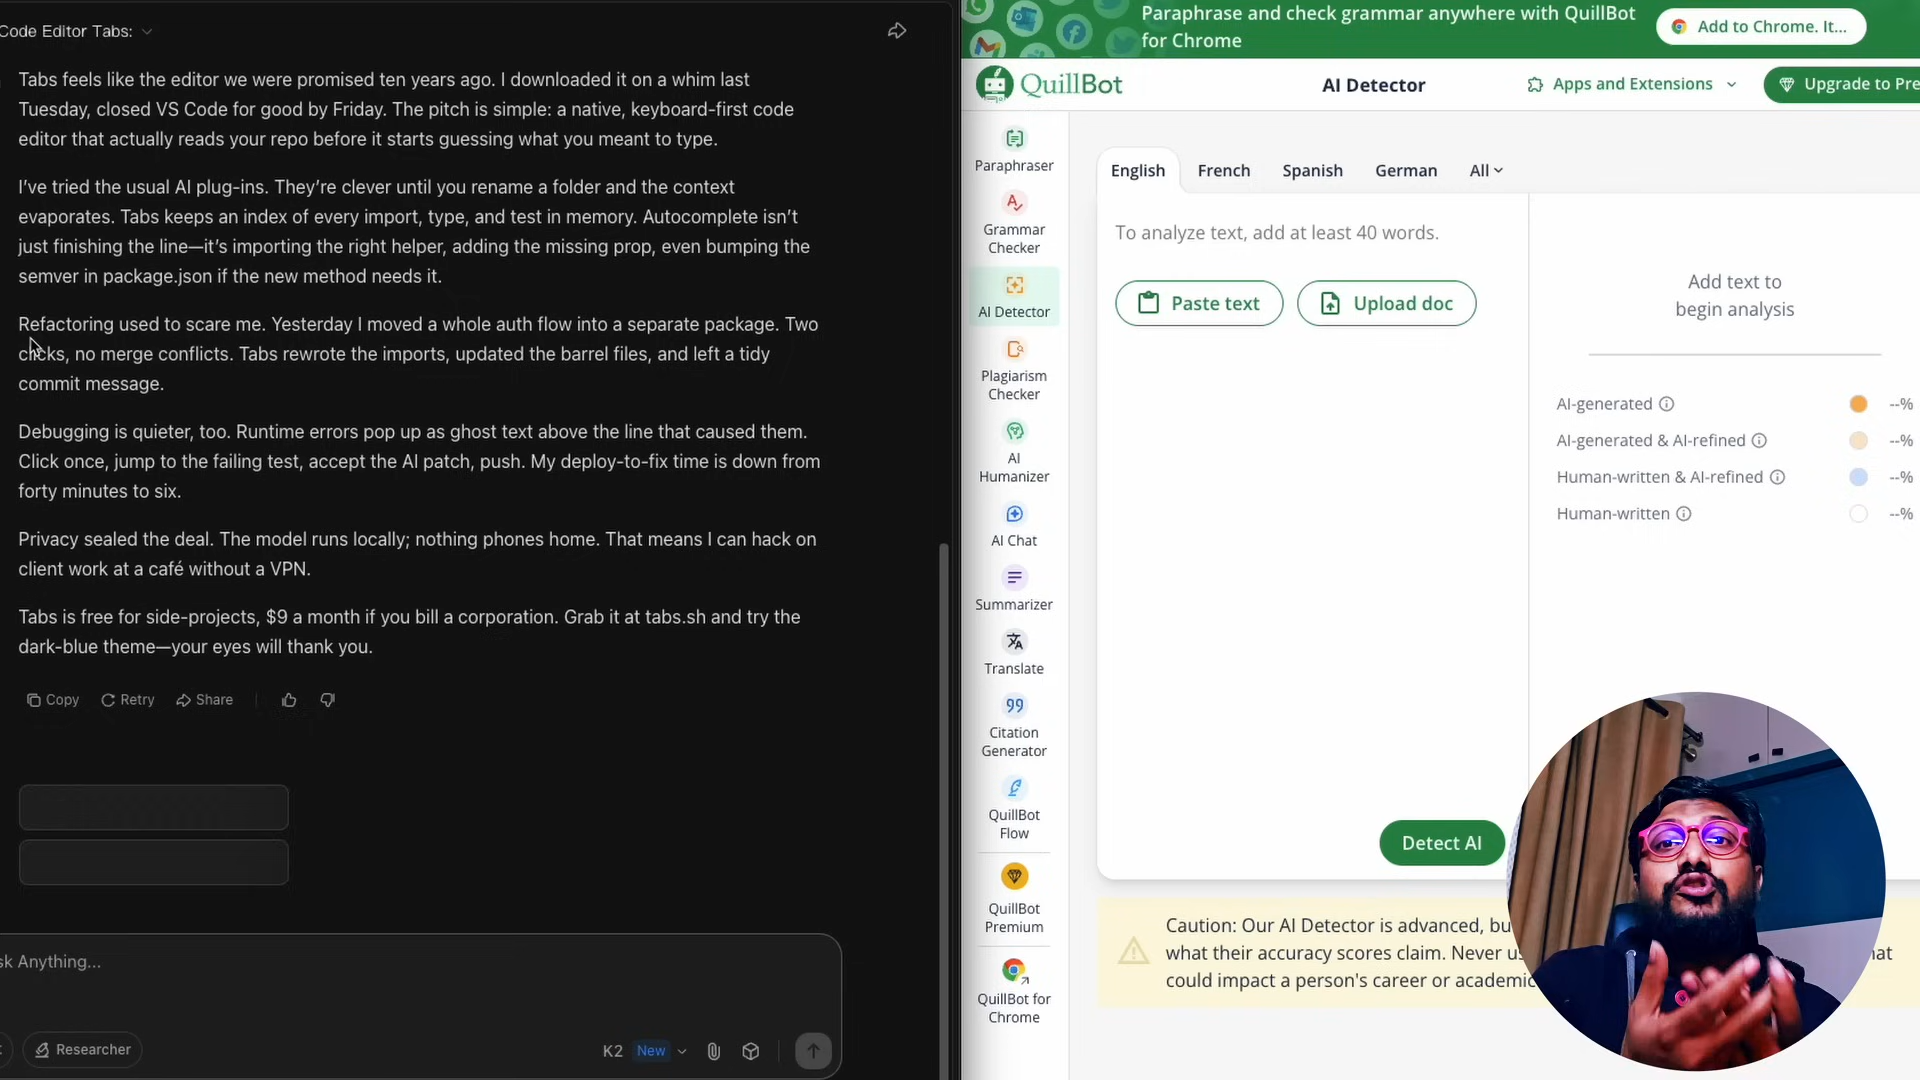 Code Editor Tabs:
Tabs feels like the editor we were promised ten years ago. I downloaded it on a whim last
Tuesday, closed VS Code for good by Friday. The pitch is simple: a native, keyboard-first code
editor that actually reads your repo before it starts guessing what you meant to type.
I've tried the usual AI plug-ins. They're clever until you rename a folder and the context
evaporates. Tabs keeps an index of every import, type, and test in memory. Autocomplete isn't
just finishing the line—it's importing the right helper, adding the missing prop, even bumping the
semver in package.json if the new method needs it.
Refactoring used to scare me. Yesterday I moved a whole auth flow into a separate package. Two
clicks, no merge conflicts. Tabs rewrote the imports, updated the barrel files, and left a tidy
commit message.
Debugging is quieter, too. Runtime errors pop up as ghost text above the line that caused them.
Click once, jump to the failing test, accept the AI patch, push. My deploy-to-fix time is down from
forty minutes to six.
Privacy sealed the deal. The model runs locally; nothing phones home. That means I can hack on
client work at a café without a VPN.
Tabs is free for side-projects, $9 a month if you bill a corporation. Grab it at tabs.sh and try the
dark-blue theme—your eyes will thank you.
Copy Retry Share
sk Anything...
Researcher
K2 New
Paraphrase and check grammar anywhere with QuillBot
for Chrome
Add to Chrome. It...
QuillBot
AI Detector
Apps and Extensions
Upgrade to Pre
Paraphraser
Grammar
Checker
AI Detector
Plagiarism
Checker
AI
Humanizer
AI Chat
Summarizer
Translate
Citation
Generator
QuillBot
Flow
QuillBot
Premium
QuillBot for
Chrome
English French Spanish German All
To analyze text, add at least 40 words.
Paste text
Upload doc
Detect AI
Add text to
begin analysis
AI-generated --%
AI-generated & AI-refined --%
Human-written & AI-refined --%
Human-written --%
Caution: Our AI Detector is advanced, bu
what their accuracy scores claim. Never us hat
could impact a person's career or academic